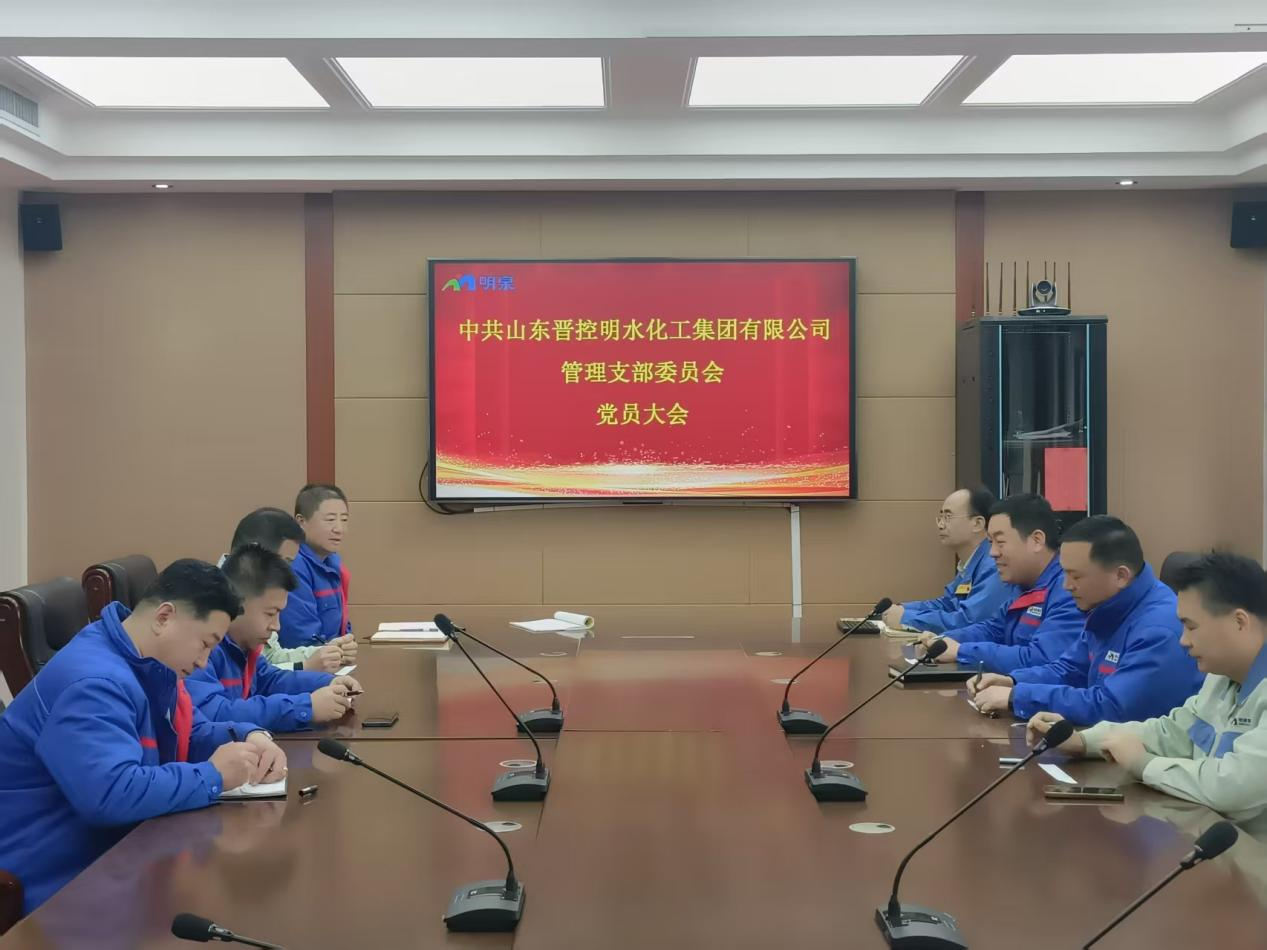 明泉
中共山东晋控明水化工集团有限公司
管理支部委员会
党员大会